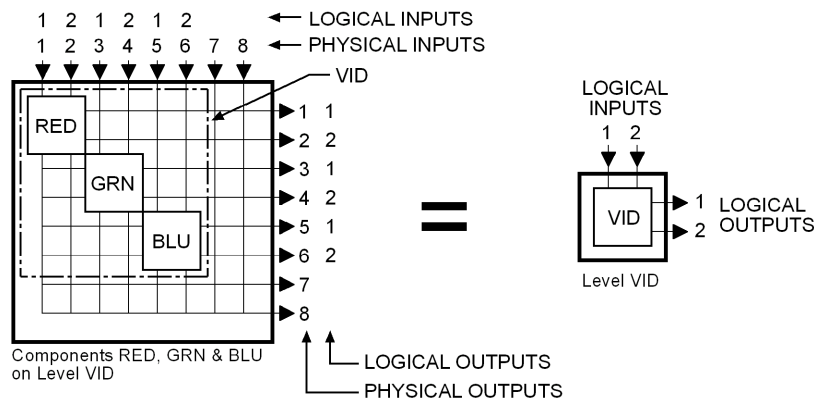 1 2 1 2 1 2 LOGICAL INPUTS
1 2 3 4 5 6 7 8 PHYSICAL INPUTS
VID
RED
GRN
BLU
1 1
2 2
3 1
4 2
5 1
6 2
7
8
LOGICAL OUTPUTS
PHYSICAL OUTPUTS
Components RED, GRN & BLU
on Level VID
=
LOGICAL
INPUTS
1 2
VID
1
2
LOGICAL
OUTPUTS
Level VID